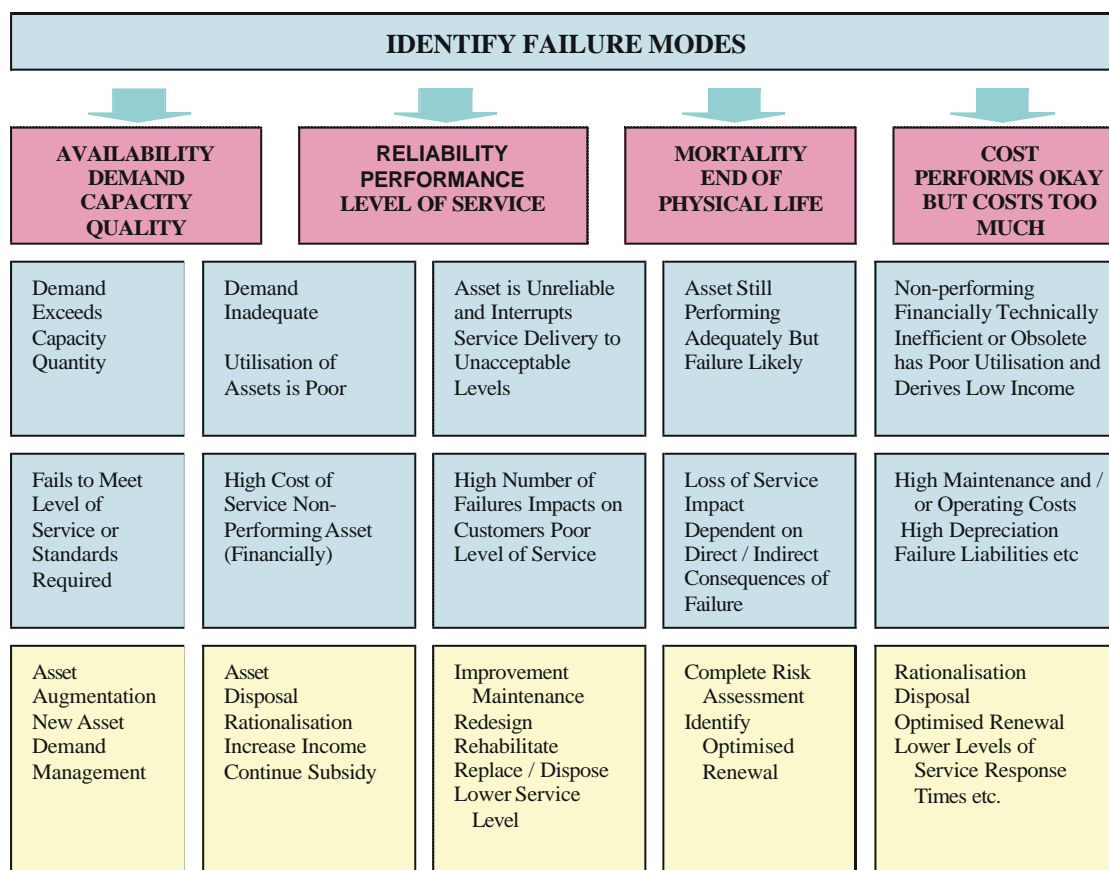 IDENTIFY FAILURE MODES
AVAILABILITY
DEMAND
CAPACITY
QUALITY
RELIABILITY
PERFORMANCE
LEVEL OF SERVICE
MORTALITY
END OF
PHYSICAL LIFE
COST
PERFORMS OKAY
BUT COSTS TOO
MUCH
Demand
Exceeds
Capacity
Quantity
Demand
Inadequate
Utilisation of
Assets is Poor
Asset is Unreliable
and Interrupts
Service Delivery to
Unacceptable
Levels
Asset Still
Performing
Adequately But
Failure Likely
Non-performing
Financially Technically
Inefficient or Obsolete
has Poor Utilisation and
Derives Low Income
Fails to Meet
Level of
Service or
Standards
Required
High Cost of
Service Non-
Performing Asset
(Financially)
High Number of
Failures Impacts on
Customers Poor
Level of Service
Loss of Service
Impact
Dependent on
Direct / Indirect
Consequences of
Failure
High Maintenance and /
or Operating Costs
High Depreciation
Failure Liabilities etc
Asset
Augmentation
New Asset
Demand
Management
Asset
Disposal
Rationalisation
Increase Income
Continue Subsidy
Improvement
Maintenance
Redesign
Rehabilitate
Replace / Dispose
Lower Service
Level
Complete Risk
Assessment
Identify
Optimised
Renewal
Rationalisation
Disposal
Optimised Renewal
Lower Levels of
Service Response
Times etc.